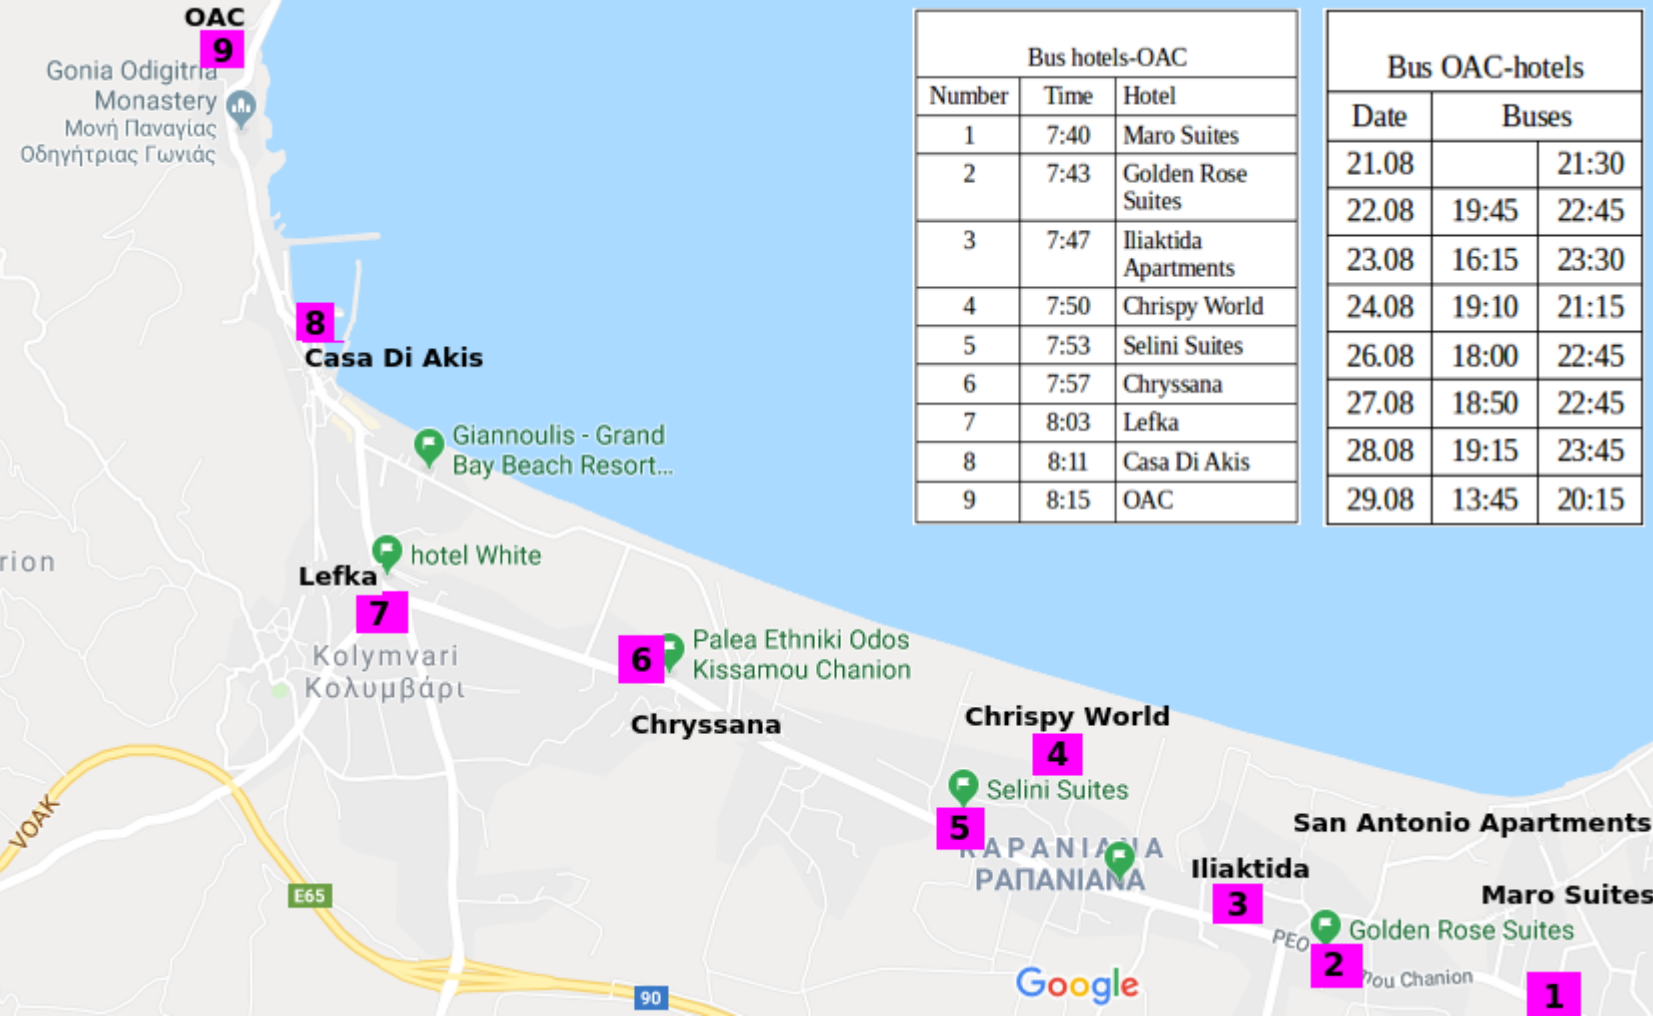 OAC
9
Gonia Odigitria
Monastery
Μονή Παναγίας
Οδηγήτριας Γωνιάς
8
Casa Di Akis
Giannoulis - Grand
Bay Beach Resort...
rion
hotel White
Lefka
7
Kolymvari
Κολυμβάρι
6
Palea Ethniki Odos
Kissamou Chanion
Chryssana
Chrispy World
4
Selini Suites
5
RAPANIANA
ΡΑΠΑΝΙΑΝΑ
San Antonio Apartments
Iliaktida
3
Maro Suites
Golden Rose Suites
PEO
2
mou Chanion
1
VOAK
E65
90
Google
Bus hotels-OAC
Number Time Hotel
1 7:40 Maro Suites
2 7:43 Golden Rose
Suites
3 7:47 Iliaktida
Apartments
4 7:50 Chrispy World
5 7:53 Selini Suites
6 7:57 Chryssana
7 8:03 Lefka
8 8:11 Casa Di Akis
9 8:15 OAC
Bus OAC-hotels
Date Buses
21.08 21:30
22.08 19:45 22:45
23.08 16:15 23:30
24.08 19:10 21:15
26.08 18:00 22:45
27.08 18:50 22:45
28.08 19:15 23:45
29.08 13:45 20:15